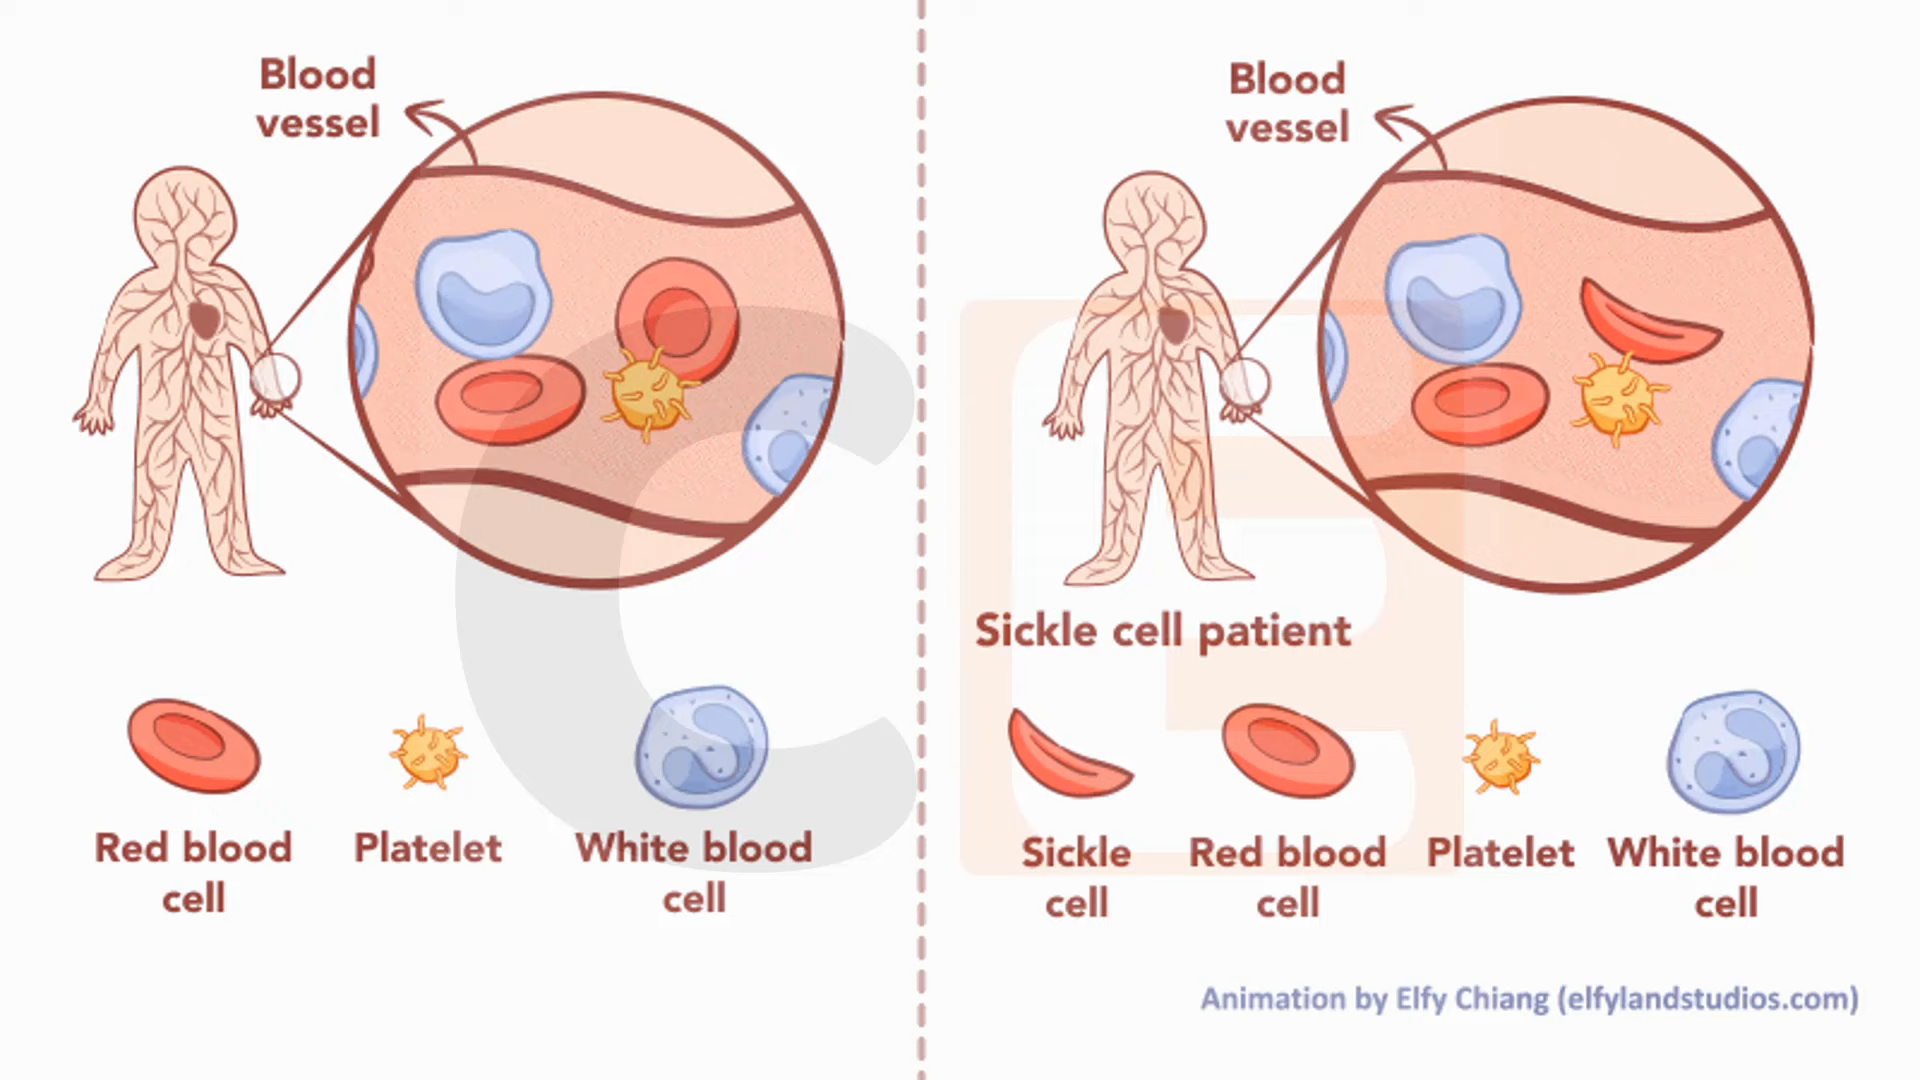 Blood
vessel
Red blood
cell
Platelet
White blood
cell
Blood
vessel
Sickle cell patient
Sickle
cell
Red blood
cell
Platelet
White blood
cell
Animation by Elfy Chiang (elfylandstudios.com)